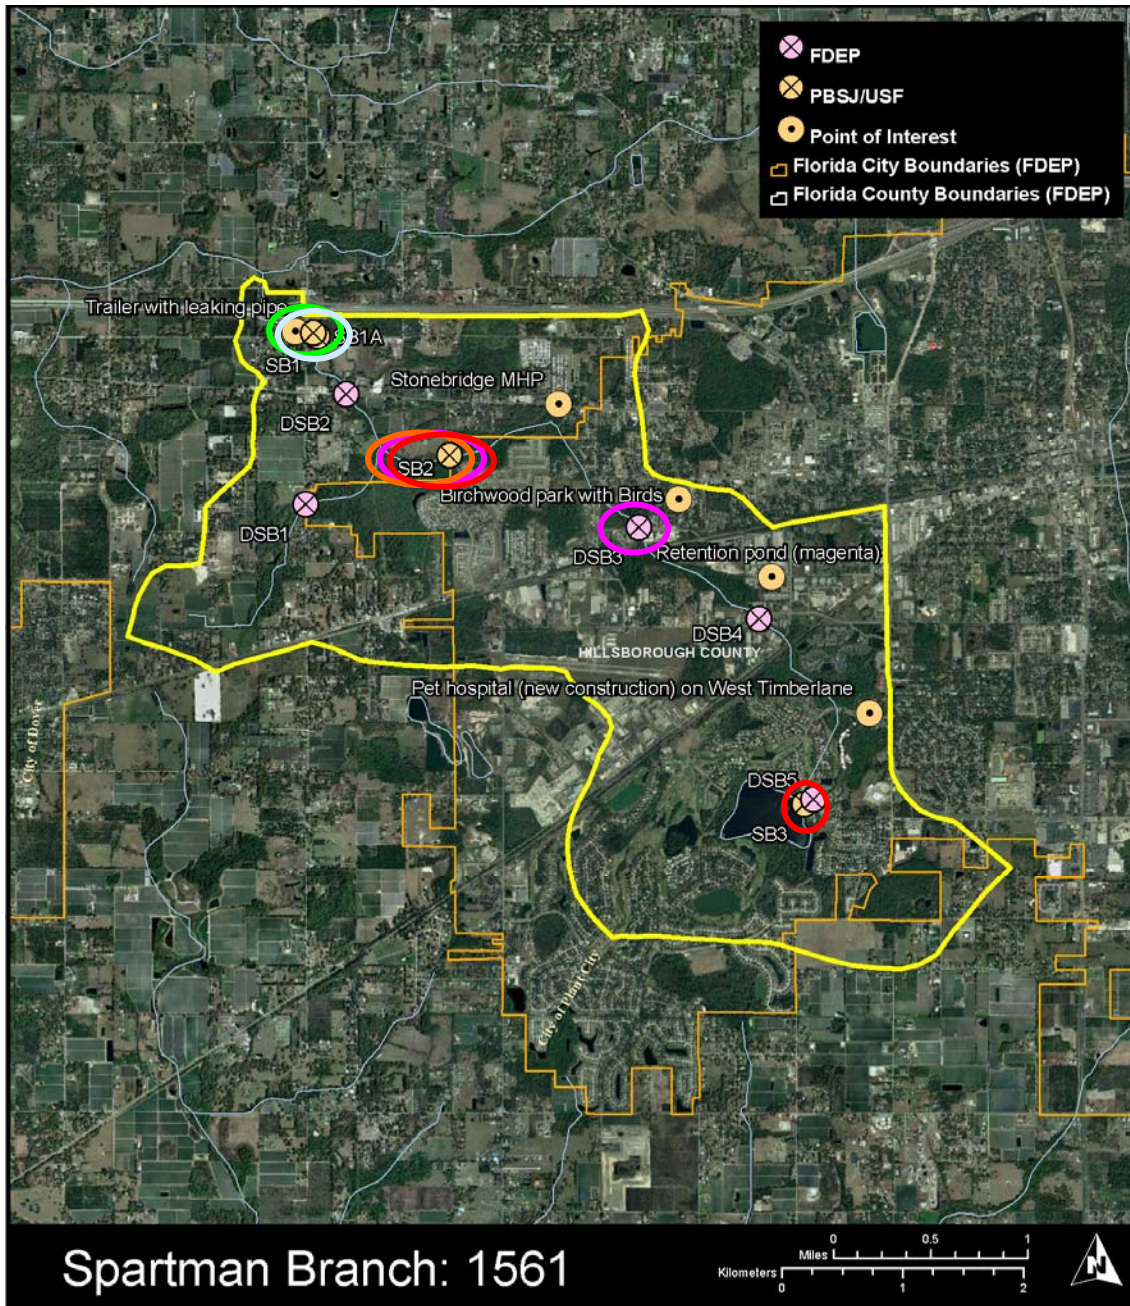 FDEP
PBSJ/USF
Point of Interest
Florida City Boundaries (FDEP)
Florida County Boundaries (FDEP)
Trailer with leaking pipe
SB1A
SB1
Stonebridge MHP
DSB2
SB2
Birchwood park with Birds
DSB1
DSB3
Retention pond (magenta)
DSB4
HILLSBOROUGH COUNTY
Pet hospital (new construction) on West Timberlane
City of Dover
DSB5
SB3
City of Plant City
Spartman Branch: 1561
0 0.5 1
Miles
Kilometers
0 1 2
N